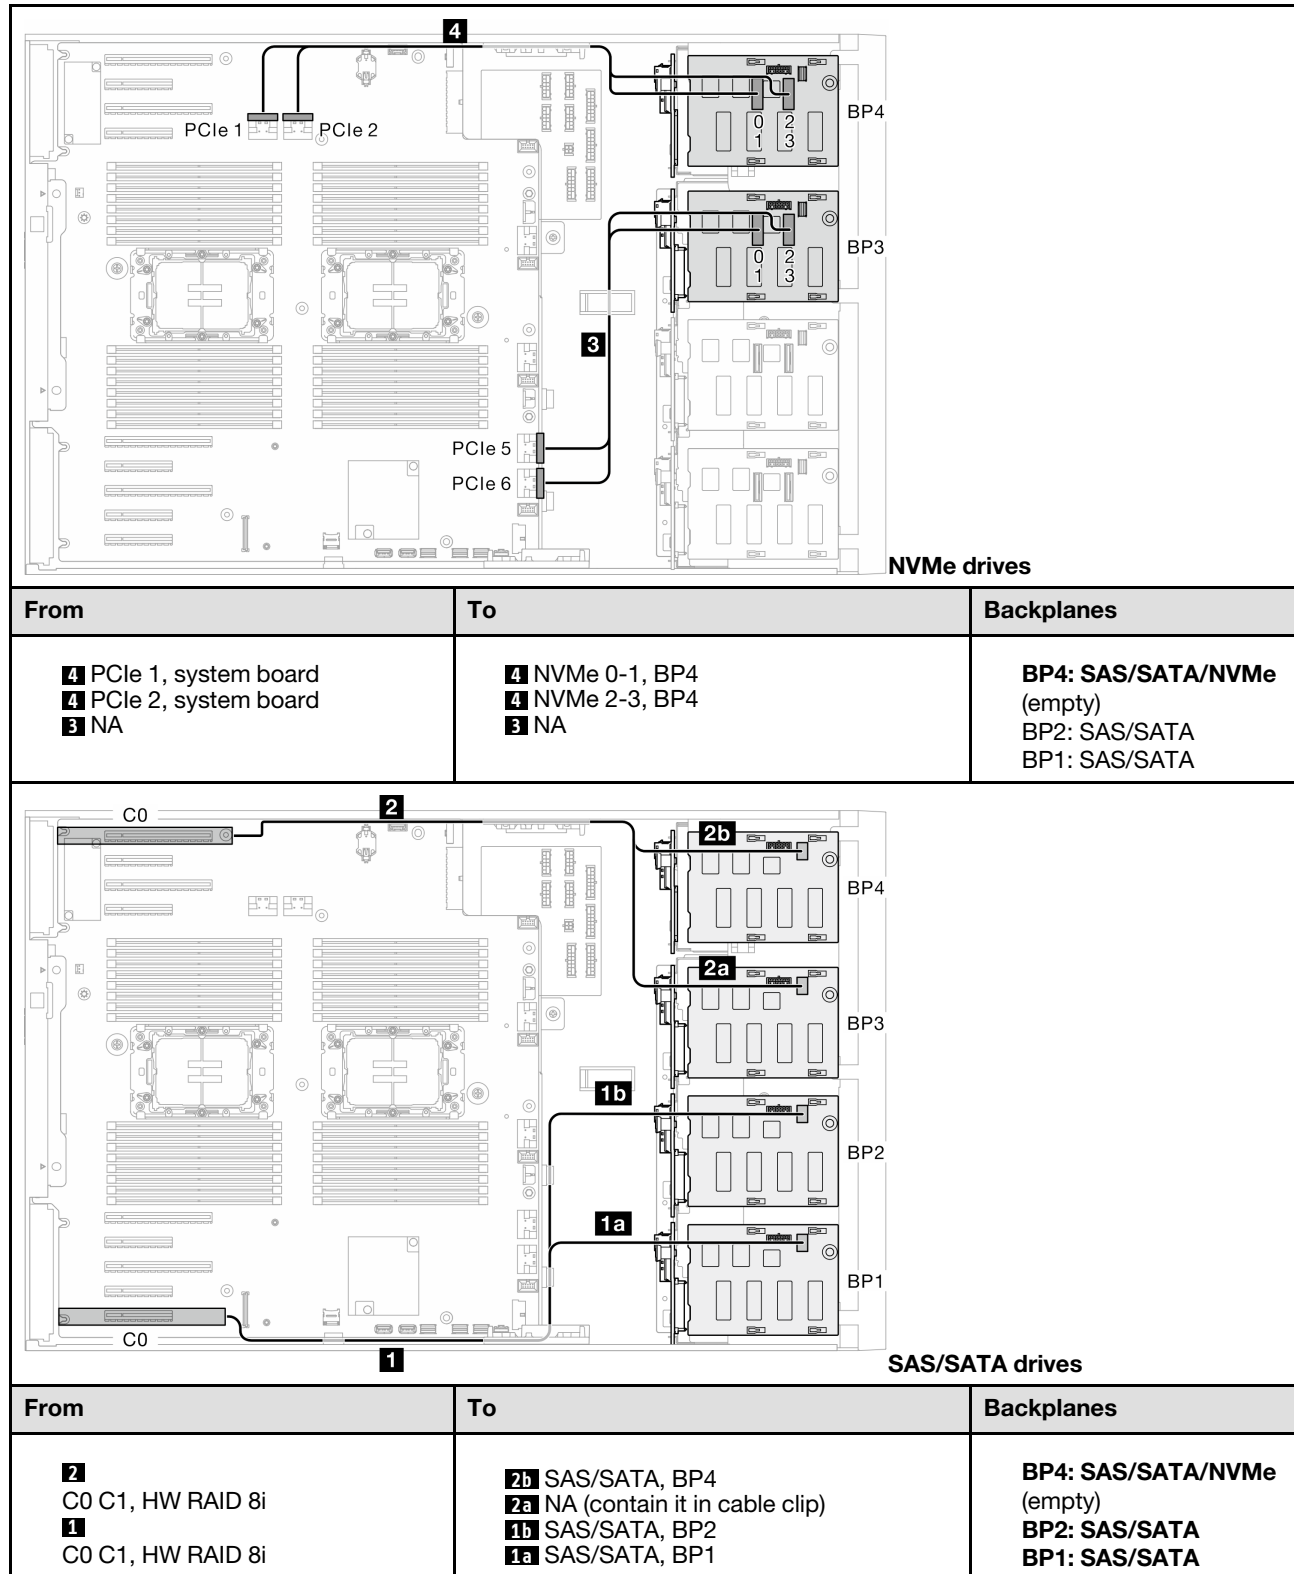 4
PCIe 1
PCIe 2
0
1
2
3
BP4
0
1
2
3
BP3
3
PCIe 5
PCIe 6
NVMe drives
From
To
Backplanes
4 PCIe 1, system board
4 PCIe 2, system board
3 NA
4 NVMe 0-1, BP4
4 NVMe 2-3, BP4
3 NA
BP4: SAS/SATA/NVMe
(empty)
BP2: SAS/SATA
BP1: SAS/SATA
C0
2
2b
BP4
2a
BP3
1b
BP2
1a
BP1
C0
1
SAS/SATA drives
From
To
Backplanes
2
C0 C1, HW RAID 8i
1
C0 C1, HW RAID 8i
2b SAS/SATA, BP4
2a NA (contain it in cable clip)
1b SAS/SATA, BP2
1a SAS/SATA, BP1
BP4: SAS/SATA/NVMe
(empty)
BP2: SAS/SATA
BP1: SAS/SATA